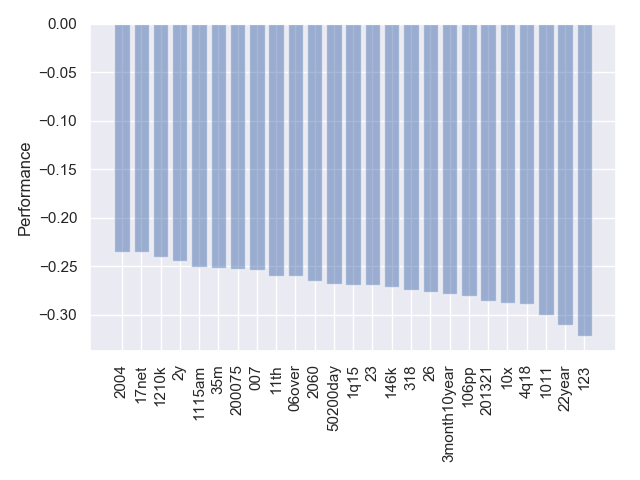 0.00
−0.05
−0.10
−0.15
−0.20
−0.25
−0.30
Performance
2004
17net
1210k
2y
1115am
35m
200075
007
11th
06over
2060
50200day
1q15
23
146k
318
26
3month10year
106pp
201321
10x
4q18
1011
22year
123